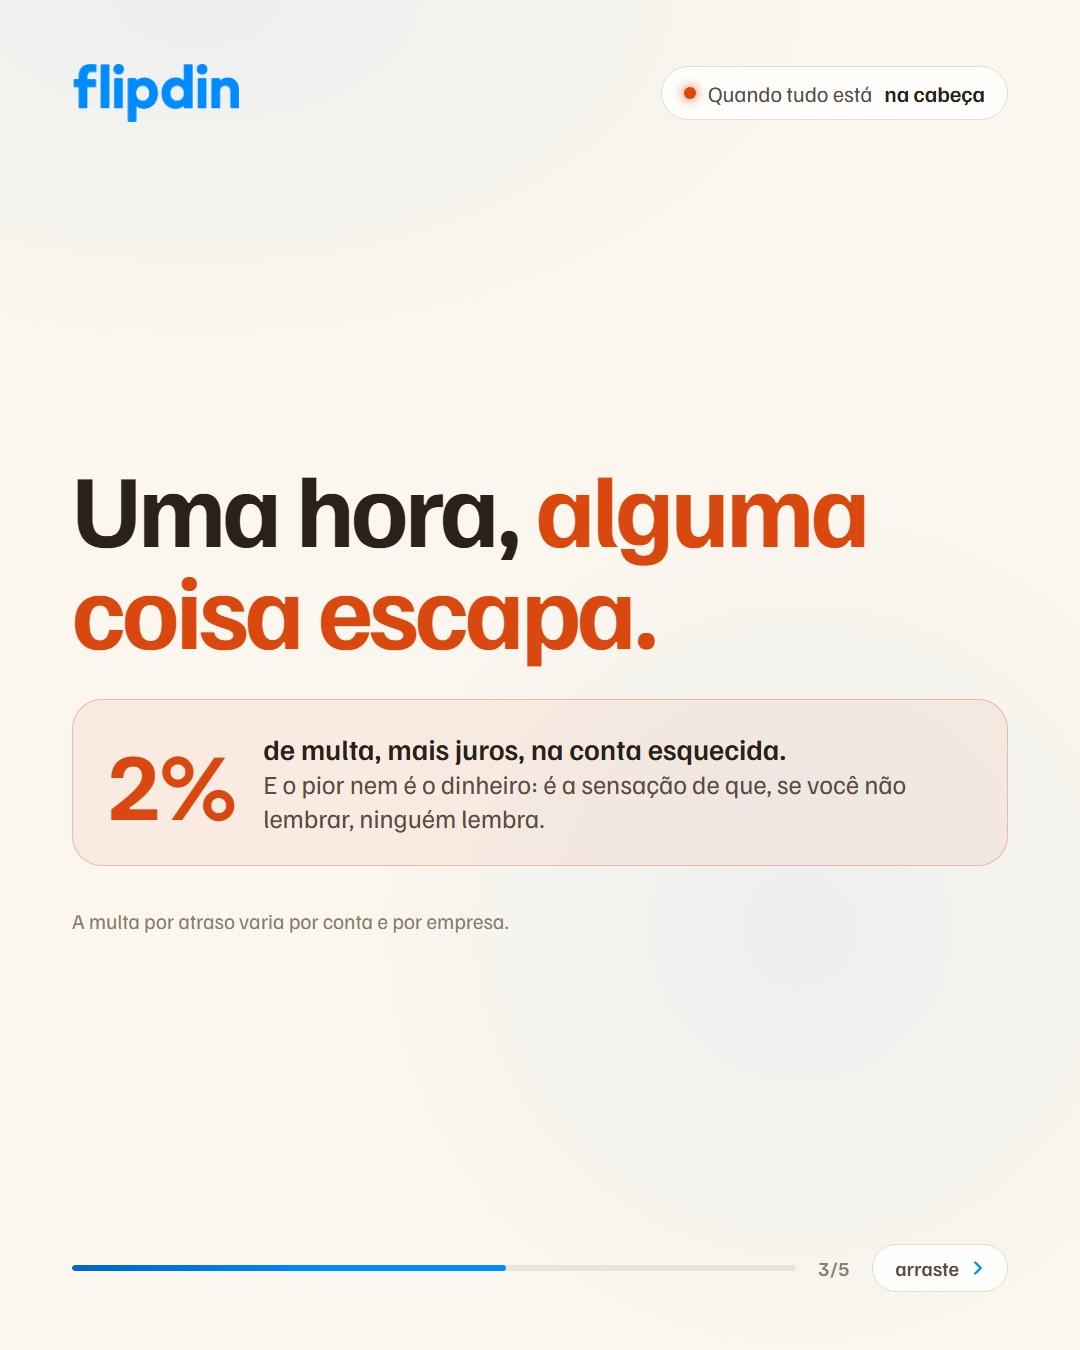 flipdin
Quando tudo está na cabeça
Uma hora, alguma
coisa escapa.
2%
de multa, mais juros, na conta esquecida.
E o pior nem é o dinheiro: é a sensação de que, se você não
lembrar, ninguém lembra.
A multa por atraso varia por conta e por empresa.
3/5
arraste